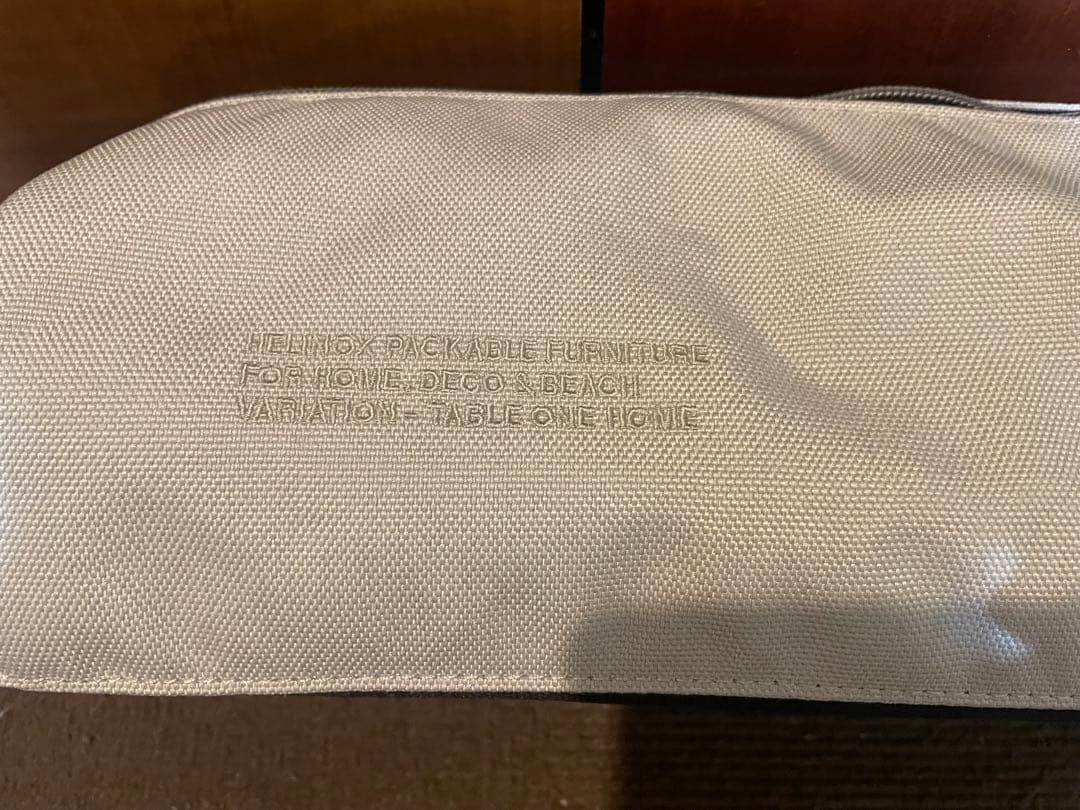 HELINOX PACKABLE FURNITURE
FOR HOME, DECO & BEACH
VARIATION – TABLE ONE HOME